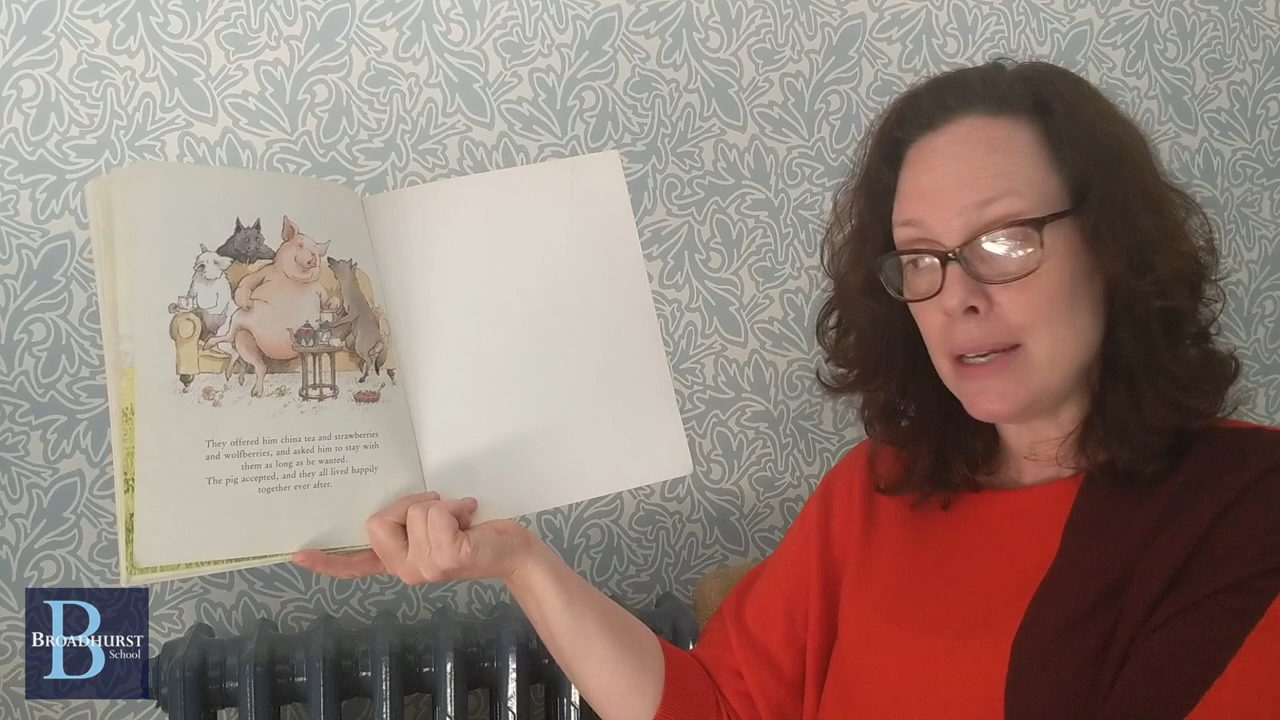 They offered him china tea and strawberries
and wolfberries, and asked him to stay with
them as long as he wanted.
The pig accepted, and they all lived happily
together ever after.
B
BROADHURST
School